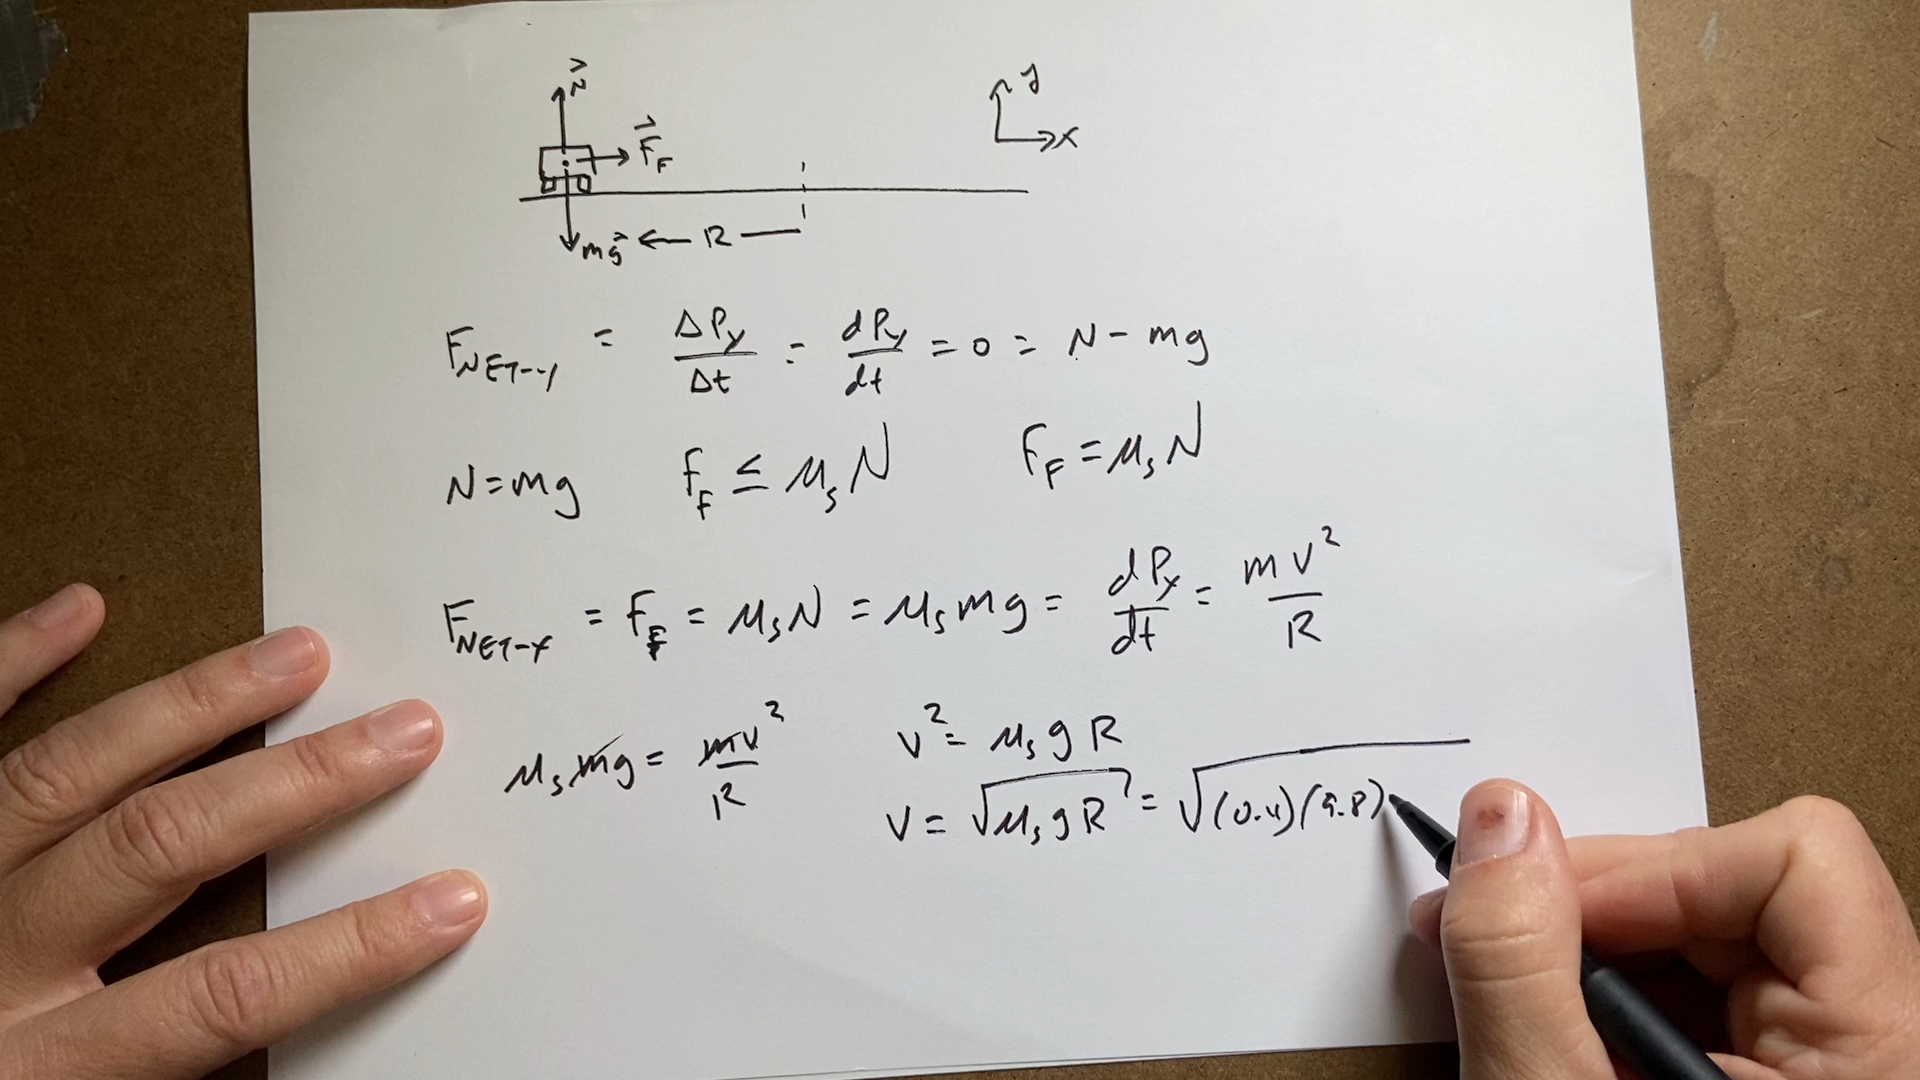 N⃗
y
F⃗_F
x
mg⃗ ← R —
F_NET-y = ΔP_y/Δt = dP_y/dt = 0 = N - mg
N = mg F_F ≤ μ_s N F_F = μ_s N
F_NET-x = F_F = μ_s N = μ_s mg = dP_x/dt = mv²/R
μ_s mg = mv²/R v² = μ_s g R
v = √(μ_s g R) = √(0.4)(9.8)